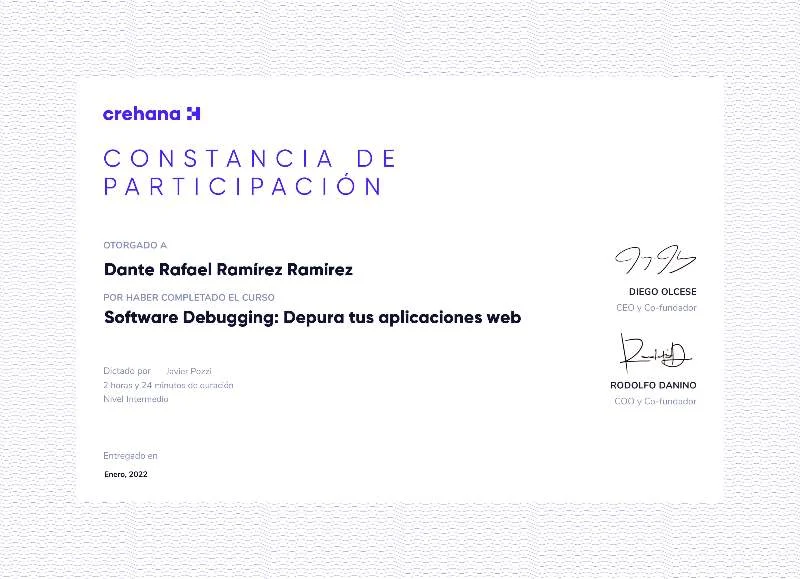 crehana
CONSTANCIA DE
PARTICIPACIÓN
OTORGADO A
Dante Rafael Ramírez Ramirez
POR HABER COMPLETADO EL CURSO
Software Debugging: Depura tus aplicaciones web
Dictado por Javier Pozzi
2 horas y 24 minutos de duración
Nivel Intermedio
Entregado en
Enero, 2022
DIEGO OLCESE
CEO y Co-fundador
RODOLFO DANINO
COO y Co-fundador